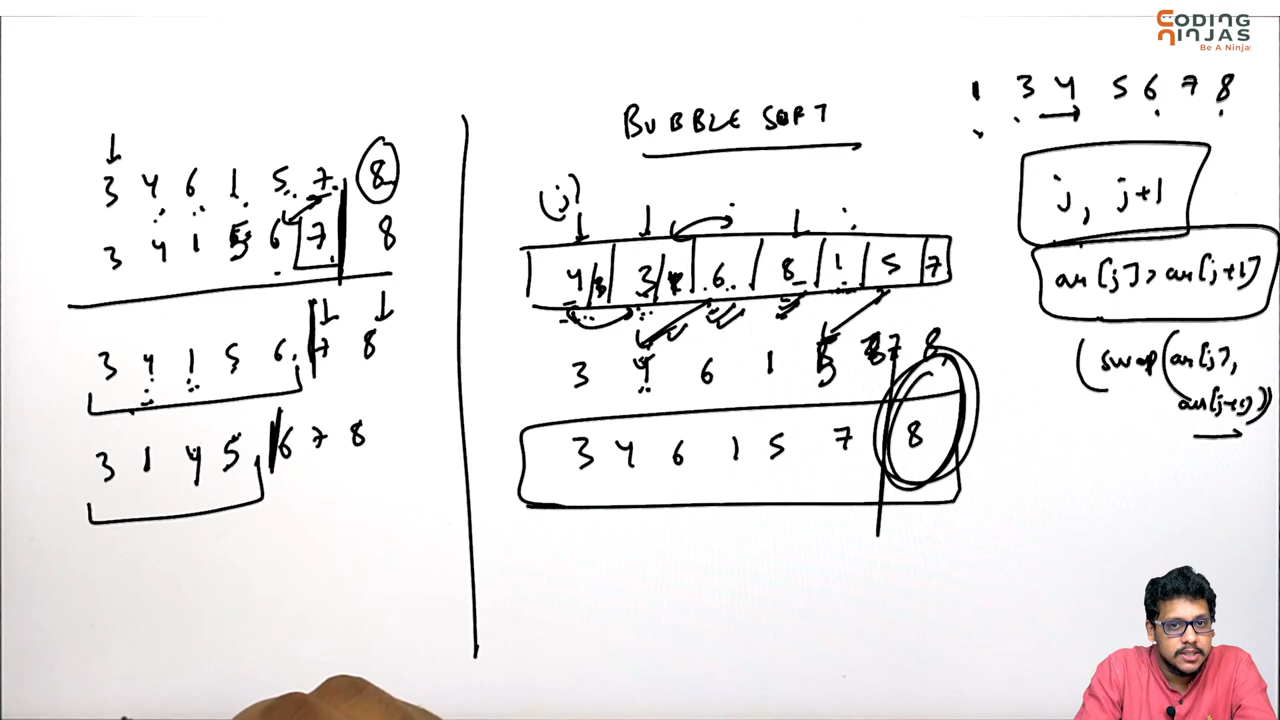 CODING
NINJAS
Be A Ninja!
1 3 4 5 6 7 8
BUBBLE SORT
3 4 6 1 5 7 8
3 4 1 5 6 7 8
3 4 1 5 6 7 8
3 1 4 5 6 7 8
(j)
4 3 6 8 1 5 7
3 4 6 1 5 7 8
3 4 6 1 5 7 8
j, j+1
arr[j] > arr[j+1]
(swap(arr[j],
arr[j+1]))